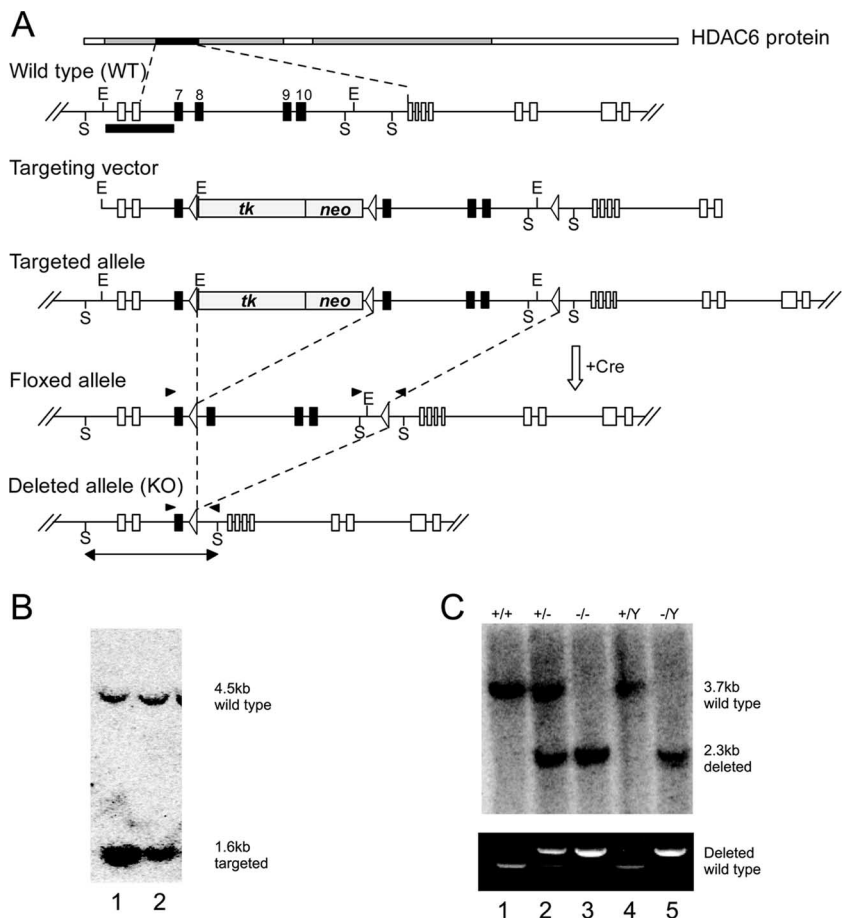 A
HDAC6 protein
Wild type (WT)
E 7 8 9 10 E
S S S
Targeting vector
E E E
tk neo
S S
Targeted allele
E E E
tk neo
S S S
+Cre
Floxed allele
E
S S S
Deleted allele (KO)
S S
B
4.5kb
wild type
1.6kb
targeted
1 2
C
+/+ +/- -/- +/Y -/Y
3.7kb
wild type
2.3kb
deleted
Deleted
wild type
1 2 3 4 5